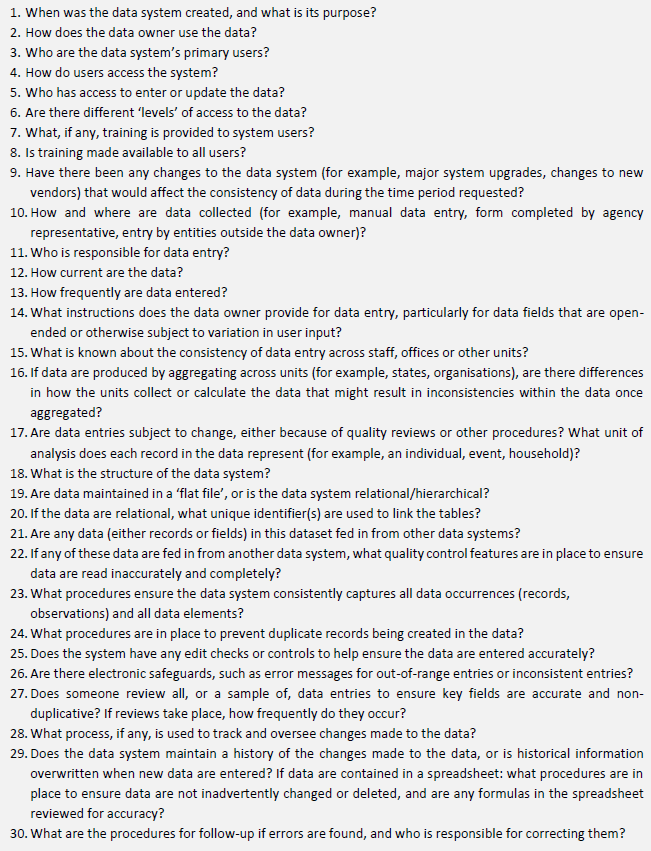 1. When was the data system created, and what is its purpose?
2. How does the data owner use the data?
3. Who are the data system's primary users?
4. How do users access the system?
5. Who has access to enter or update the data?
6. Are there different 'levels' of access to the data?
7. What, if any, training is provided to system users?
8. Is training made available to all users?
9. Have there been any changes to the data system (for example, major system upgrades, changes to new
vendors) that would affect the consistency of data during the time period requested?
10. How and where are data collected (for example, manual data entry, form completed by agency
representative, entry by entities outside the data owner)?
11. Who is responsible for data entry?
12. How current are the data?
13. How frequently are data entered?
14. What instructions does the data owner provide for data entry, particularly for data fields that are open-
ended or otherwise subject to variation in user input?
15. What is known about the consistency of data entry across staff, offices or other units?
16. If data are produced by aggregating across units (for example, states, organisations), are there differences
in how the units collect or calculate the data that might result in inconsistencies within the data once
aggregated?
17. Are data entries subject to change, either because of quality reviews or other procedures? What unit of
analysis does each record in the data represent (for example, an individual, event, household)?
18. What is the structure of the data system?
19. Are data maintained in a 'flat file', or is the data system relational/hierarchical?
20. If the data are relational, what unique identifier(s) are used to link the tables?
21. Are any data (either records or fields) in this dataset fed in from other data systems?
22. If any of these data are fed in from another data system, what quality control features are in place to ensure
data are read inaccurately and completely?
23. What procedures ensure the data system consistently captures all data occurrences (records,
observations) and all data elements?
24. What procedures are in place to prevent duplicate records being created in the data?
25. Does the system have any edit checks or controls to help ensure the data are entered accurately?
26. Are there electronic safeguards, such as error messages for out-of-range entries or inconsistent entries?
27. Does someone review all, or a sample of, data entries to ensure key fields are accurate and non-
duplicative? If reviews take place, how frequently do they occur?
28. What process, if any, is used to track and oversee changes made to the data?
29. Does the data system maintain a history of the changes made to the data, or is historical information
overwritten when new data are entered? If data are contained in a spreadsheet: what procedures are in
place to ensure data are not inadvertently changed or deleted, and are any formulas in the spreadsheet
reviewed for accuracy?
30. What are the procedures for follow-up if errors are found, and who is responsible for correcting them?